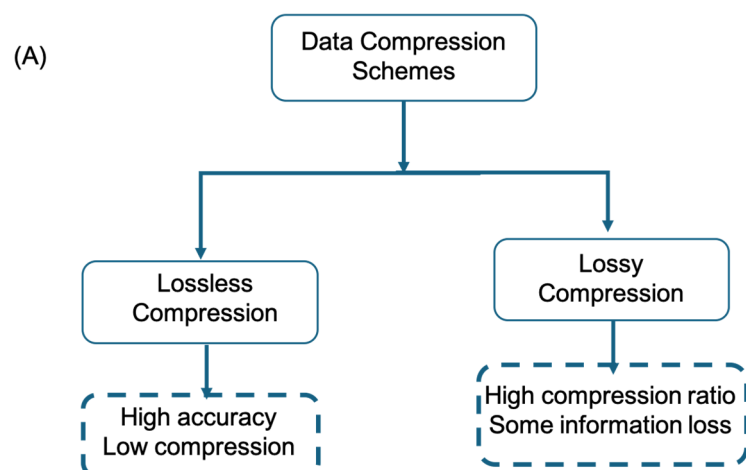 (A)
Data Compression
Schemes
Lossless
Compression
Lossy
Compression
High accuracy
Low compression
High compression ratio
Some information loss